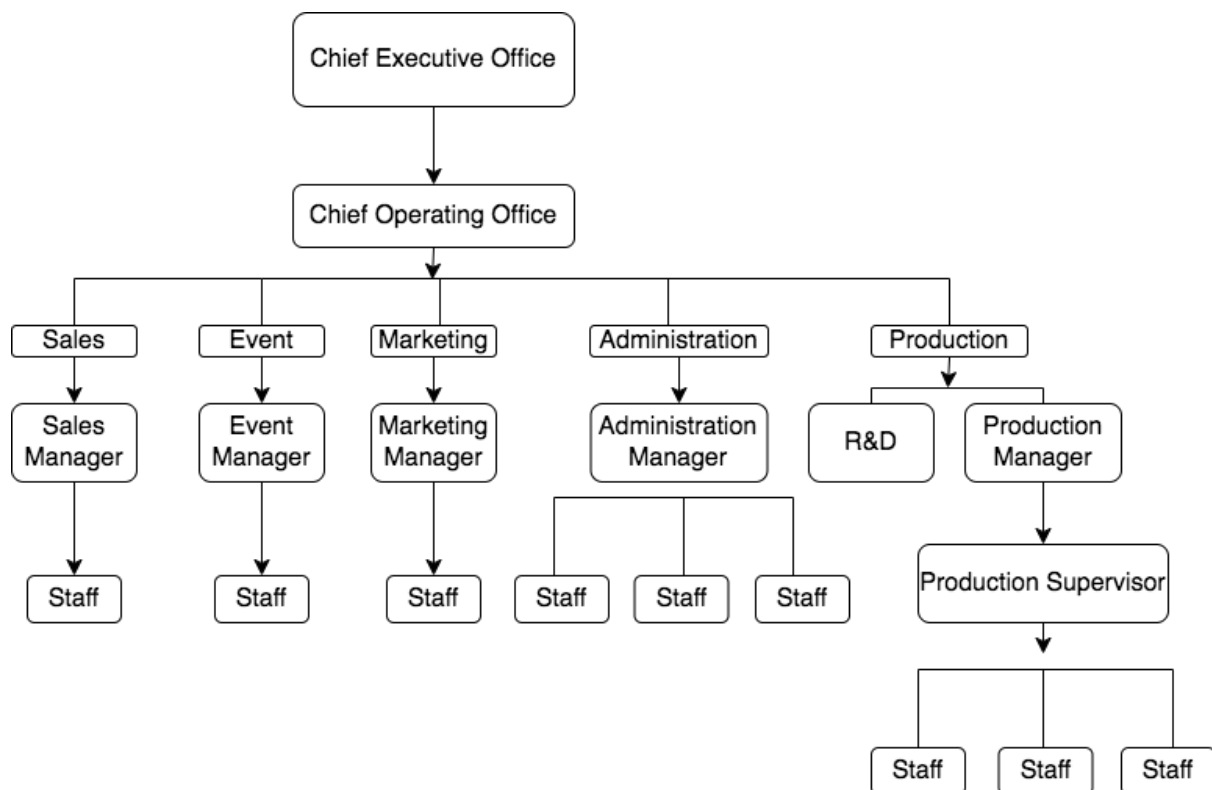 Chief Executive Office
Chief Operating Office
Sales
Event
Marketing
Administration
Production
Sales
Manager
Event
Manager
Marketing
Manager
Administration
Manager
R&D
Production
Manager
Staff
Staff
Staff
Staff
Staff
Staff
Production Supervisor
Staff
Staff
Staff